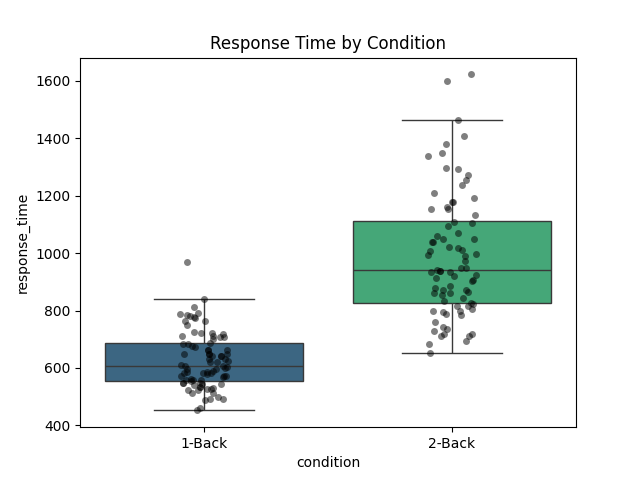 Response Time by Condition
1600
1400
1200
1000
800
600
400
response_time
1-Back
2-Back
condition